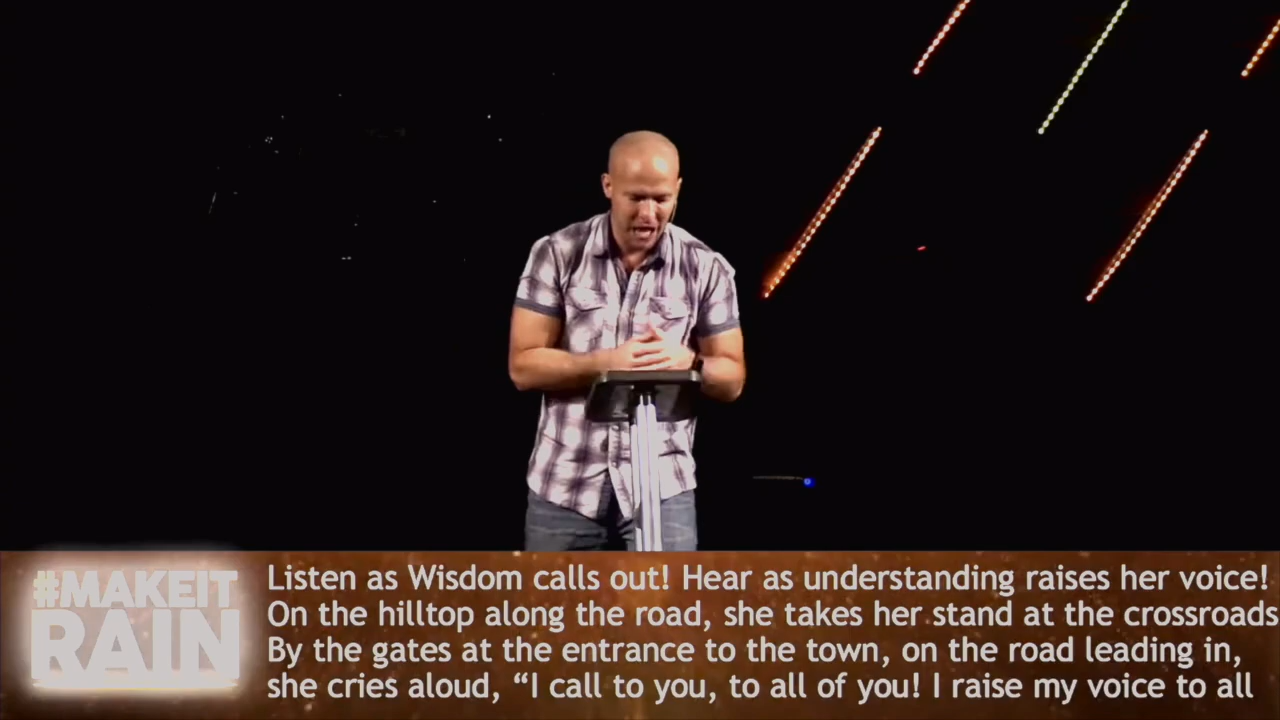 #MAKEIT
RAIN
Listen as Wisdom calls out! Hear as understanding raises her voice!
On the hilltop along the road, she takes her stand at the crossroads
By the gates at the entrance to the town, on the road leading in,
she cries aloud, “I call to you, to all of you! I raise my voice to all